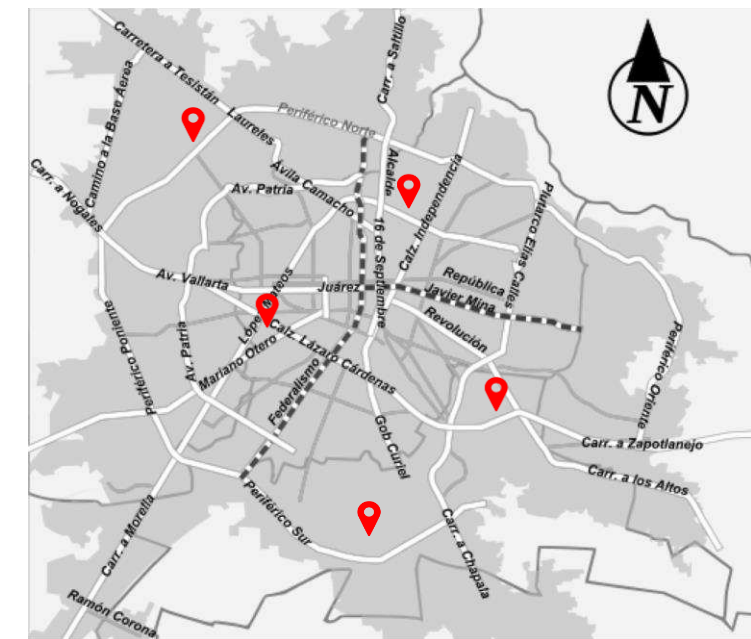 Carretera a Tesistán
Laureles
Carr. a Saltillo
N
Camino a la Base Aerea
Periférico Norte
Alcalde
Carr. a Nogales
Av. Patria
Ávila Camacho
Calz. Independencia
Plutarco Elías Calles
16 de Septiembre
Av. Vallarta
López Mateos
Juárez
República
Javier Mina
Revolución
Periférico Poniente
Av. Patria
Mariano Otero
Calz. Lázaro Cárdenas
Federalismo
Periférico Oriente
Gob Curiel
Carr. a Zapotlanejo
Carr. a los Altos
Carr. a Morelia
Periférico Sur
Carr. a Chapala
Ramón Corona